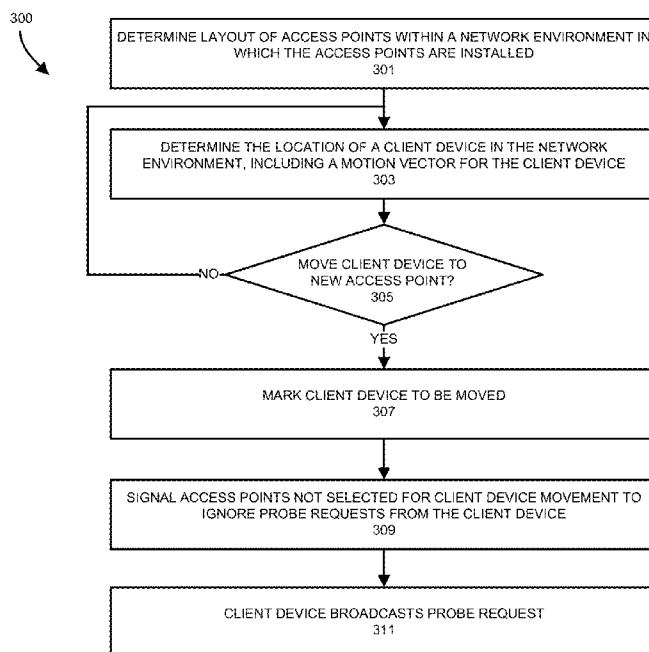 300
DETERMINE LAYOUT OF ACCESS POINTS WITHIN A NETWORK ENVIRONMENT IN
WHICH THE ACCESS POINTS ARE INSTALLED
301
DETERMINE THE LOCATION OF A CLIENT DEVICE IN THE NETWORK
ENVIRONMENT, INCLUDING A MOTION VECTOR FOR THE CLIENT DEVICE
303
MOVE CLIENT DEVICE TO
NEW ACCESS POINT?
305
NO
YES
MARK CLIENT DEVICE TO BE MOVED
307
SIGNAL ACCESS POINTS NOT SELECTED FOR CLIENT DEVICE MOVEMENT TO
IGNORE PROBE REQUESTS FROM THE CLIENT DEVICE
309
CLIENT DEVICE BROADCASTS PROBE REQUEST
311